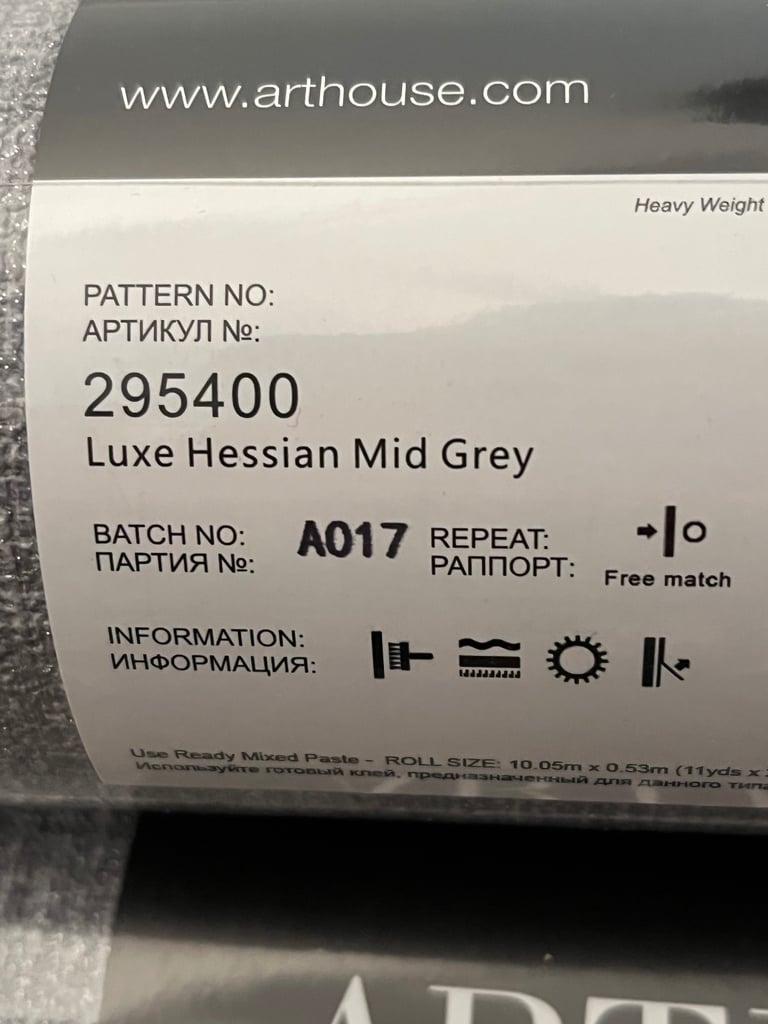 www.arthouse.com
Heavy Weight
PATTERN NO:
АРТИКУЛ №:
295400
Luxe Hessian Mid Grey
BATCH NO: A017 REPEAT:
ПАРТИЯ №: РАППОРТ:
Free match
INFORMATION:
ИНФОРМАЦИЯ:
Use Ready Mixed Paste - ROLL SIZE: 10.05m x 0.53m (11yds x
Используйте готовый клей, предназначенный для данного типа